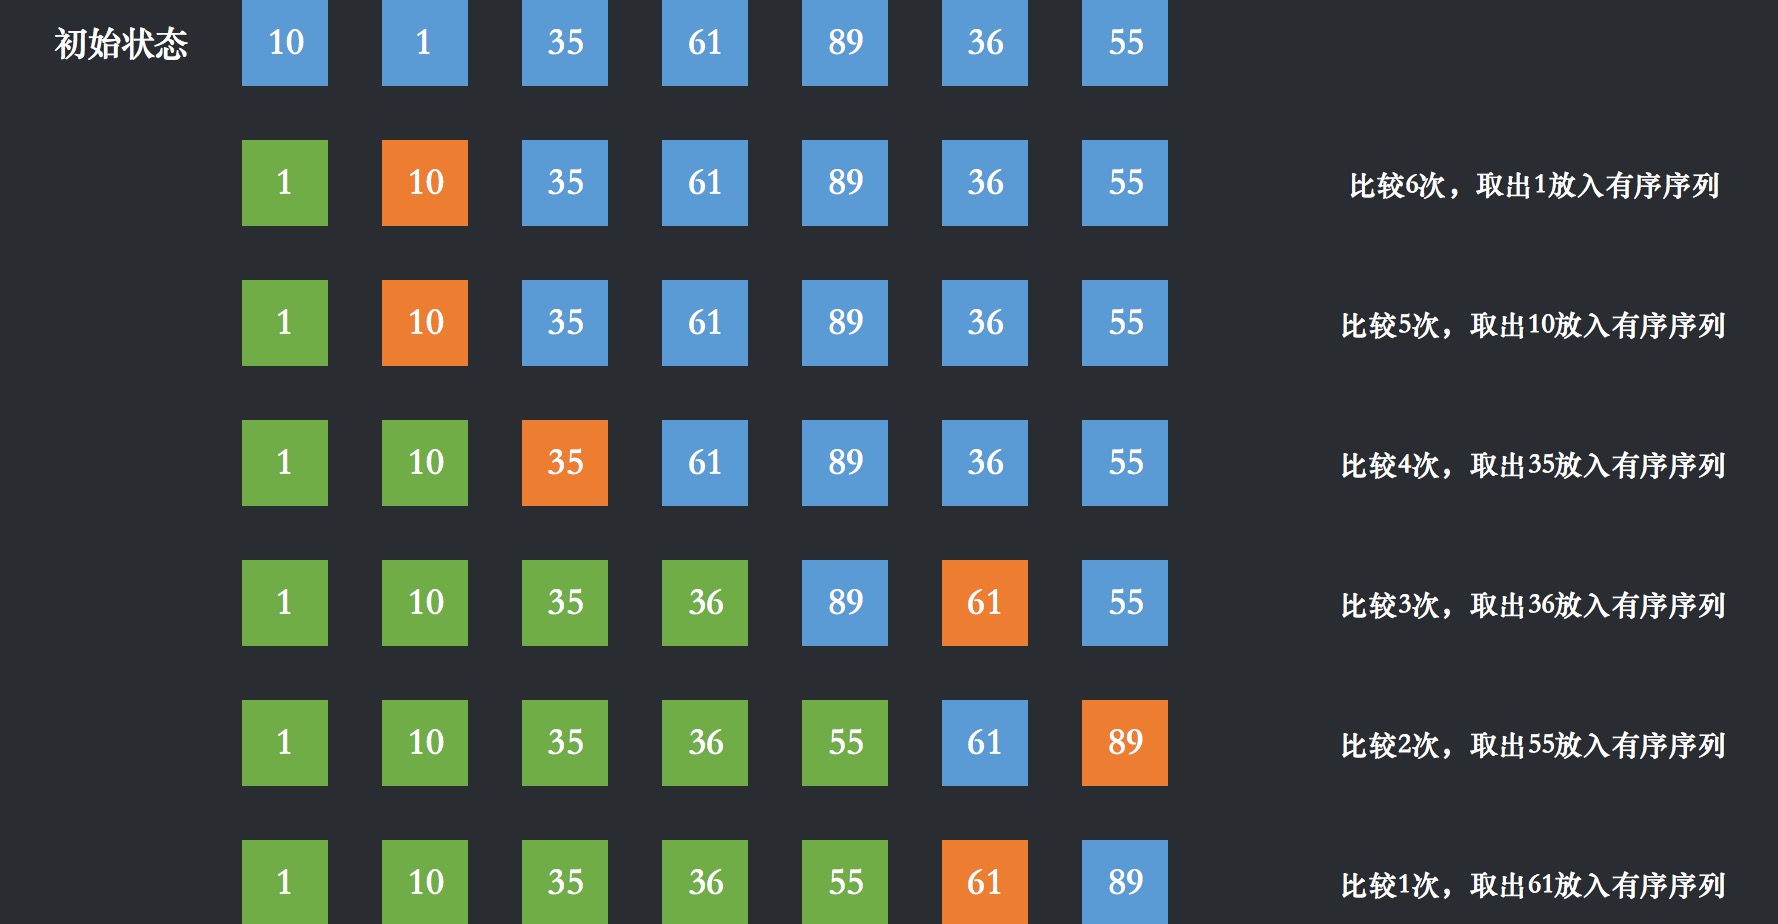 初始状态 10 1 35 61 89 36 55
1 10 35 61 89 36 55 比较6次，取出1放入有序序列
1 10 35 61 89 36 55 比较5次，取出10放入有序序列
1 10 35 61 89 36 55 比较4次，取出35放入有序序列
1 10 35 36 89 61 55 比较3次，取出36放入有序序列
1 10 35 36 55 61 89 比较2次，取出55放入有序序列
1 10 35 36 55 61 89 比较1次，取出61放入有序序列